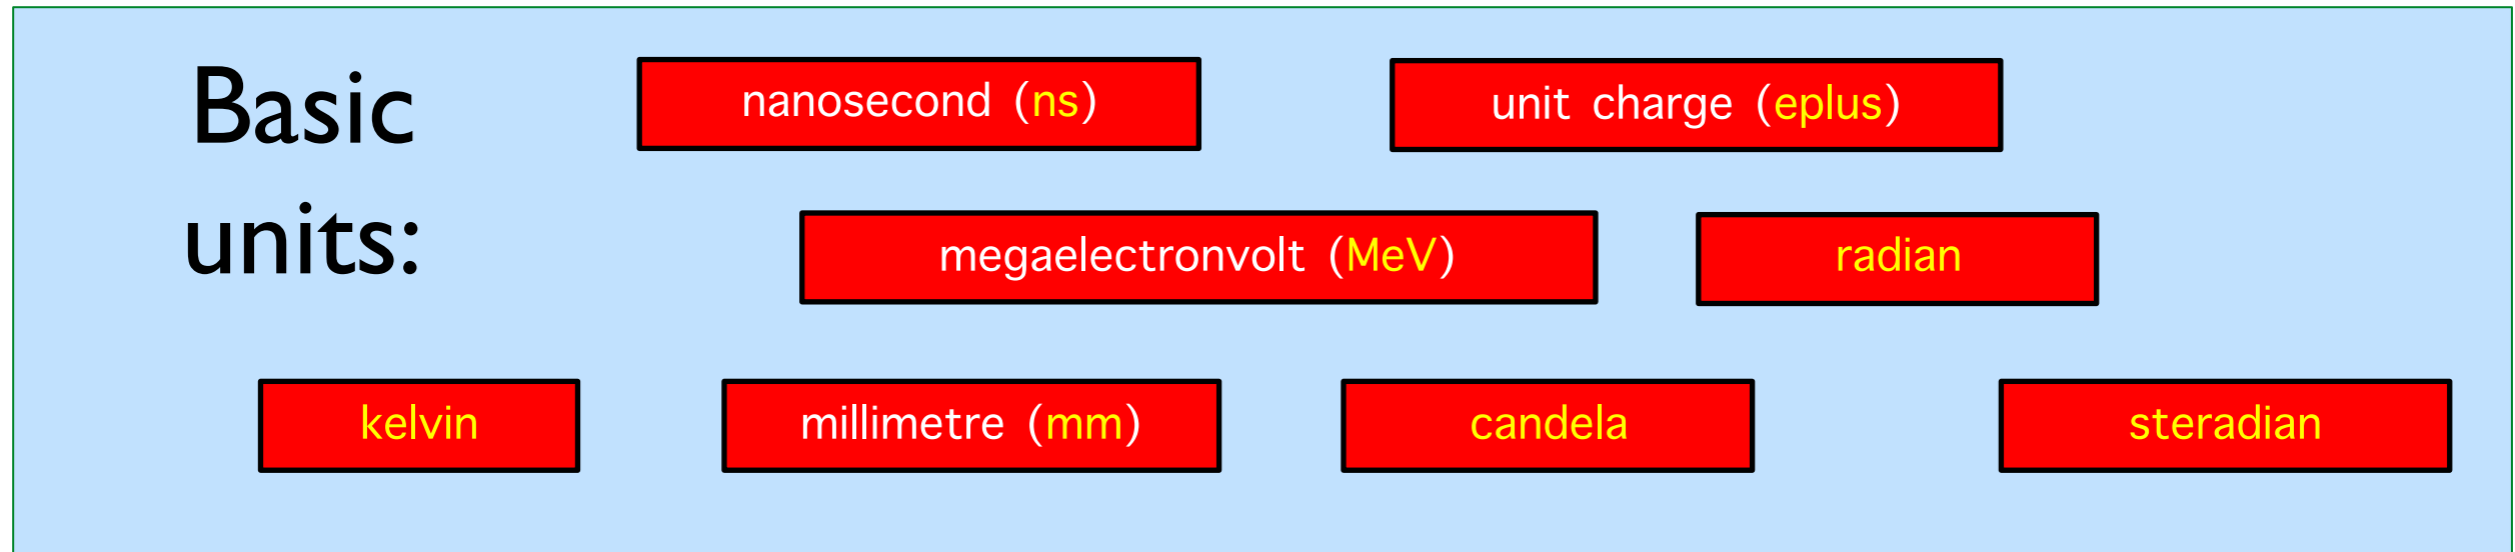 Basic
units:
nanosecond (ns)
unit charge (eplus)
megaelectronvolt (MeV)
radian
kelvin
millimetre (mm)
candela
steradian